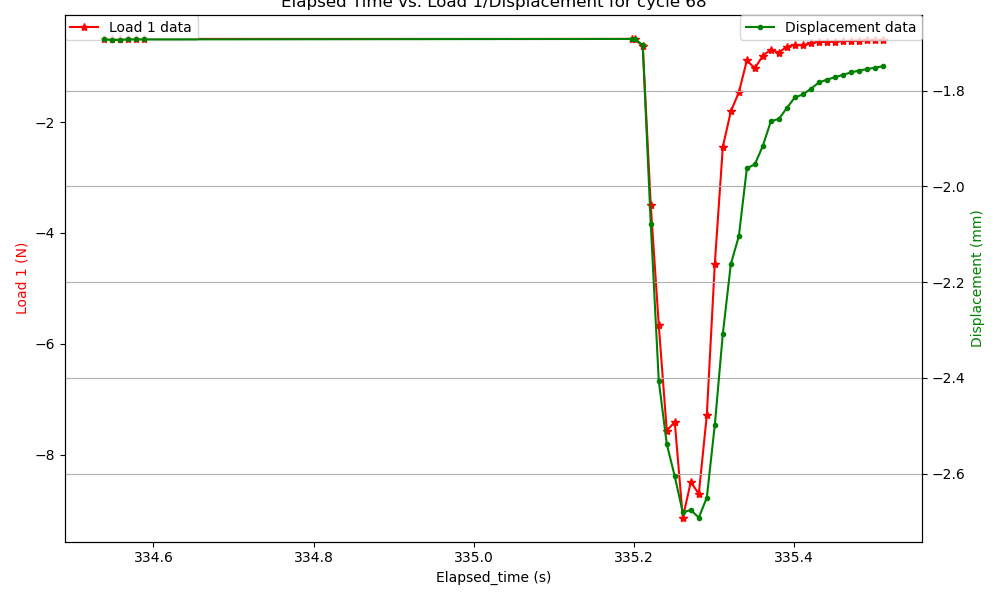 Elapsed Time vs. Load 1/Displacement for cycle 68
Load 1 data
Displacement data
−2
−4
−6
−8
Load 1 (N)
−1.8
−2.0
−2.2
−2.4
−2.6
Displacement (mm)
334.6
334.8
335.0
335.2
335.4
Elapsed_time (s)